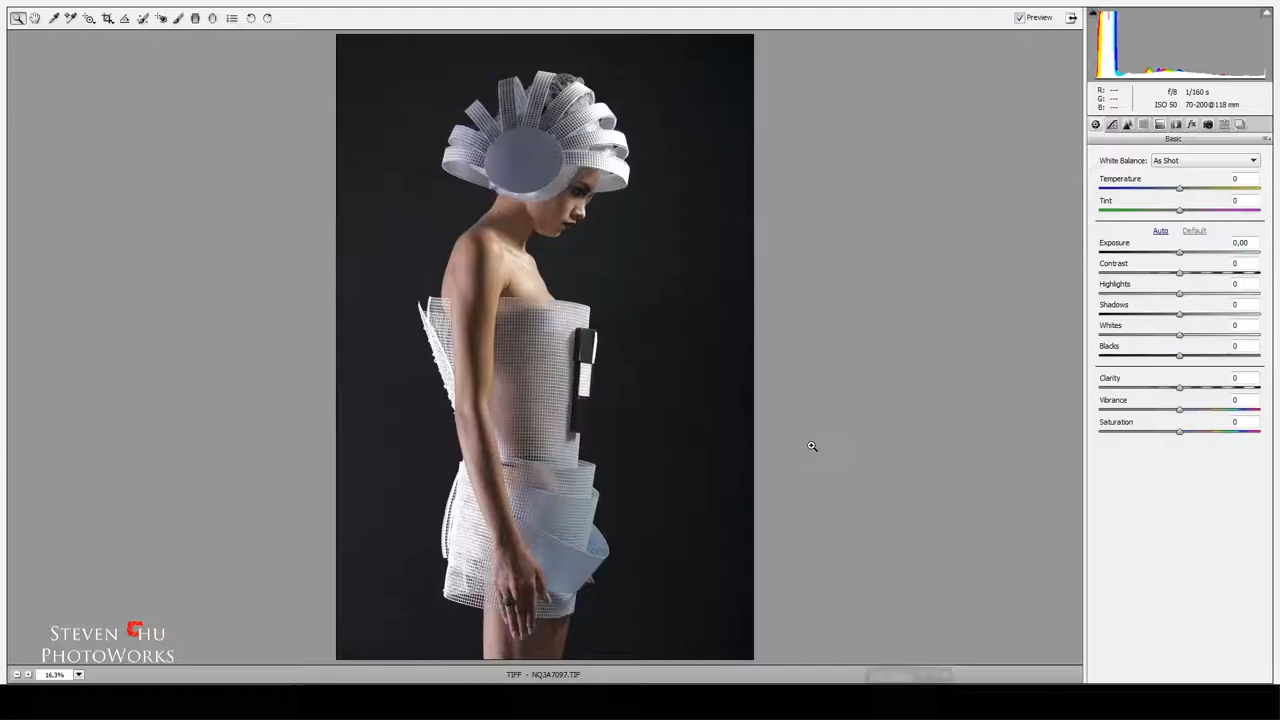 Preview
R: ---
G: ---
B: ---
f/8 1/160 s
ISO 50 70-200@118 mm
Basic
White Balance: As Shot
Temperature 0
Tint 0
Auto Default
Exposure 0,00
Contrast 0
Highlights 0
Shadows 0
Whites 0
Blacks 0
Clarity 0
Vibrance 0
Saturation 0
STEVEN CHU
PHOTOWORKS
16,3%
TIFF - NQ3A7097.TIF